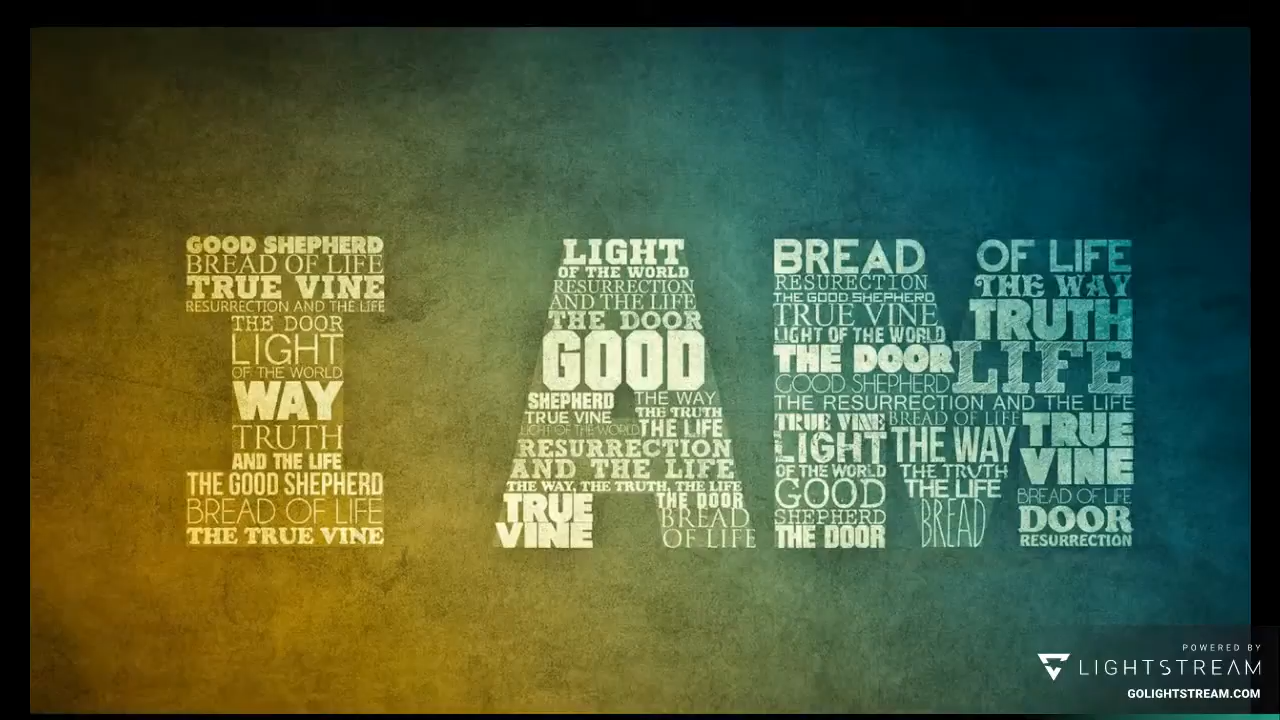 GOOD SHEPHERD
BREAD OF LIFE
TRUE VINE
RESURRECTION AND THE LIFE
THE DOOR
LIGHT
OF THE WORLD
WAY
TRUTH
AND THE LIFE
THE GOOD SHEPHERD
BREAD OF LIFE
THE TRUE VINE
LIGHT
OF THE WORLD
RESURRECTION
AND THE LIFE
THE DOOR
GOOD
SHEPHERD THE WAY
TRUE VINE THE TRUTH
LIGHT OF THE WORLD THE LIFE
RESURRECTION
AND THE LIFE
THE WAY, THE TRUTH, THE LIFE
TRUE
VINE
THE DOOR
BREAD
OF LIFE
BREAD OF LIFE
RESURECTION THE WAY
THE GOOD SHEPHERD
TRUE VINE TRUTH
LIGHT OF THE WORLD
THE DOOR LIFE
GOOD SHEPHERD
THE RESURRECTION AND THE LIFE
TRUE VINE
LIGHT
OF THE WORLD
GOOD
SHEPHERD
THE DOOR
BREAD OF LIFE
THE WAY
THE TRUTH
THE LIFE
BREAD
TRUE
VINE
BREAD OF LIFE
DOOR
RESURRECTION
POWERED BY
LIGHTSTREAM
GOLIGHTSTREAM.COM